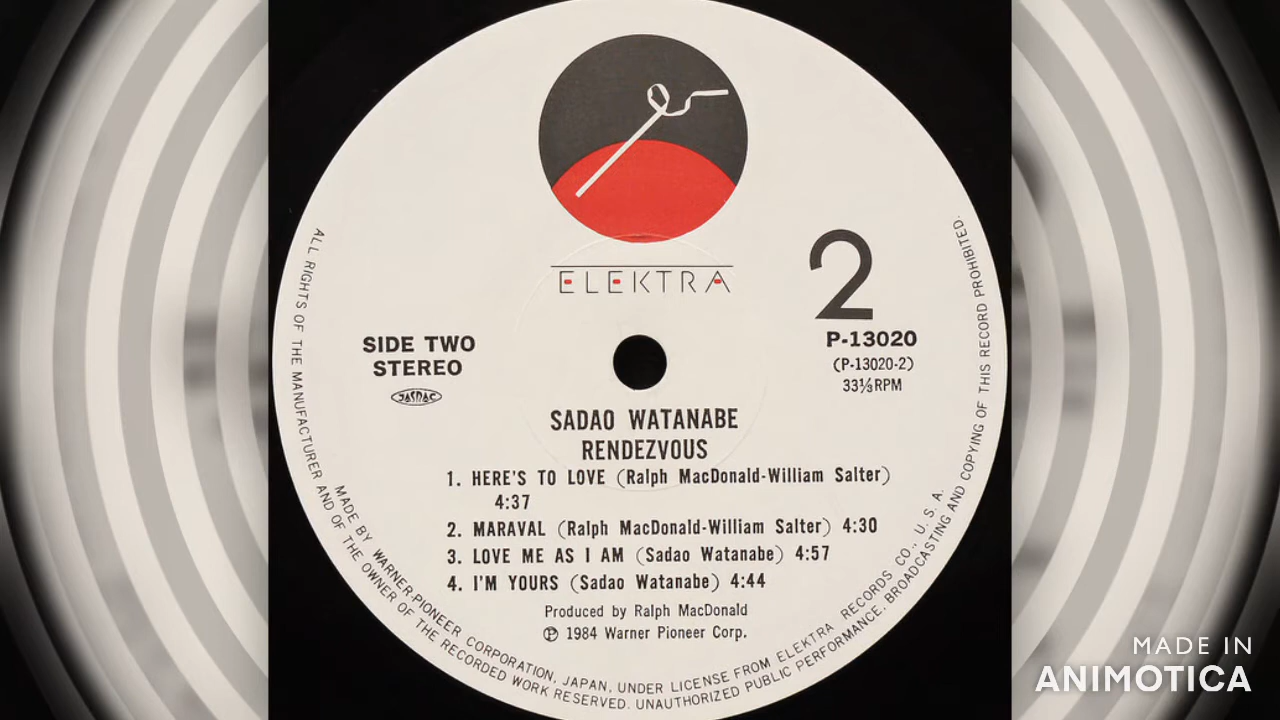 ELEKTRA
2
SIDE TWO
STEREO
JASRAC
P-13020
(P-13020-2)
33⅓RPM
SADAO WATANABE
RENDEZVOUS
1. HERE'S TO LOVE (Ralph MacDonald-William Salter)
4:37
2. MARAVAL (Ralph MacDonald-William Salter) 4:30
3. LOVE ME AS I AM (Sadao Watanabe) 4:57
4. I'M YOURS (Sadao Watanabe) 4:44
Produced by Ralph MacDonald
Ⓟ 1984 Warner Pioneer Corp.
MADE BY WARNER-PIONEER CORPORATION, JAPAN, UNDER LICENSE FROM ELEKTRA RECORDS CO., U. S. A.
ALL RIGHTS OF THE MANUFACTURER AND OF THE OWNER OF THE RECORDED WORK RESERVED. UNAUTHORIZED PUBLIC PERFORMANCE, BROADCASTING AND COPYING OF THIS RECORD PROHIBITED.
MADE IN
ANIMOTICA